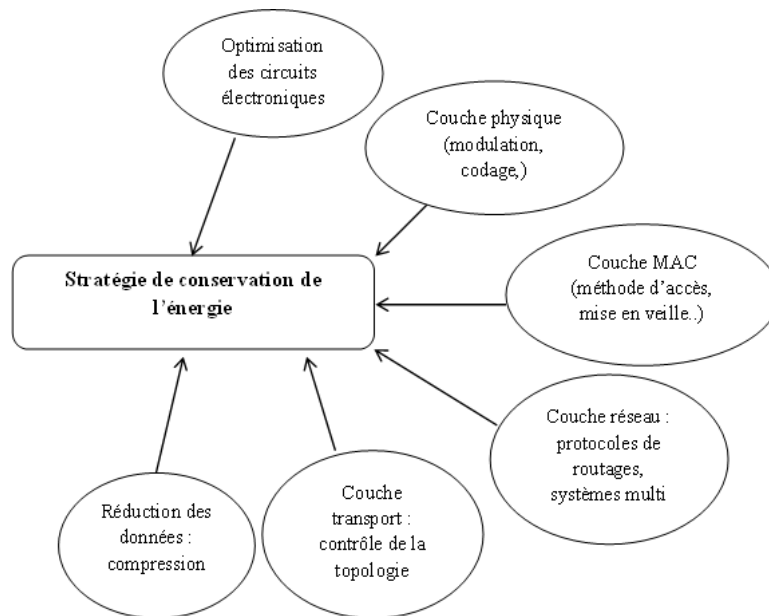 Optimisation
des circuits
électroniques
Couche physique
(modulation,
codage,)
Stratégie de conservation de
l'énergie
Couche MAC
(méthode d'accès,
mise en veille..)
Couche réseau :
protocoles de
routages,
systèmes multi
Couche
transport :
contrôle de la
topologie
Réduction des
données :
compression